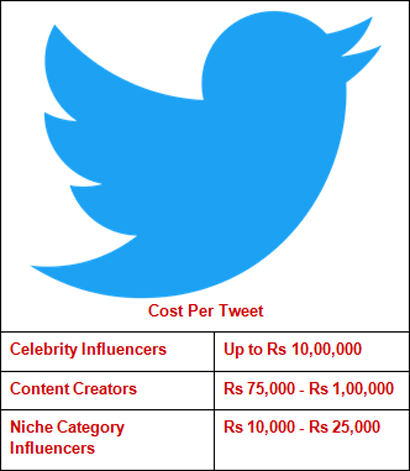 Cost Per Tweet
Celebrity Influencers Up to Rs 10,00,000
Content Creators Rs 75,000 - Rs 1,00,000
Niche Category Rs 10,000 - Rs 25,000
Influencers